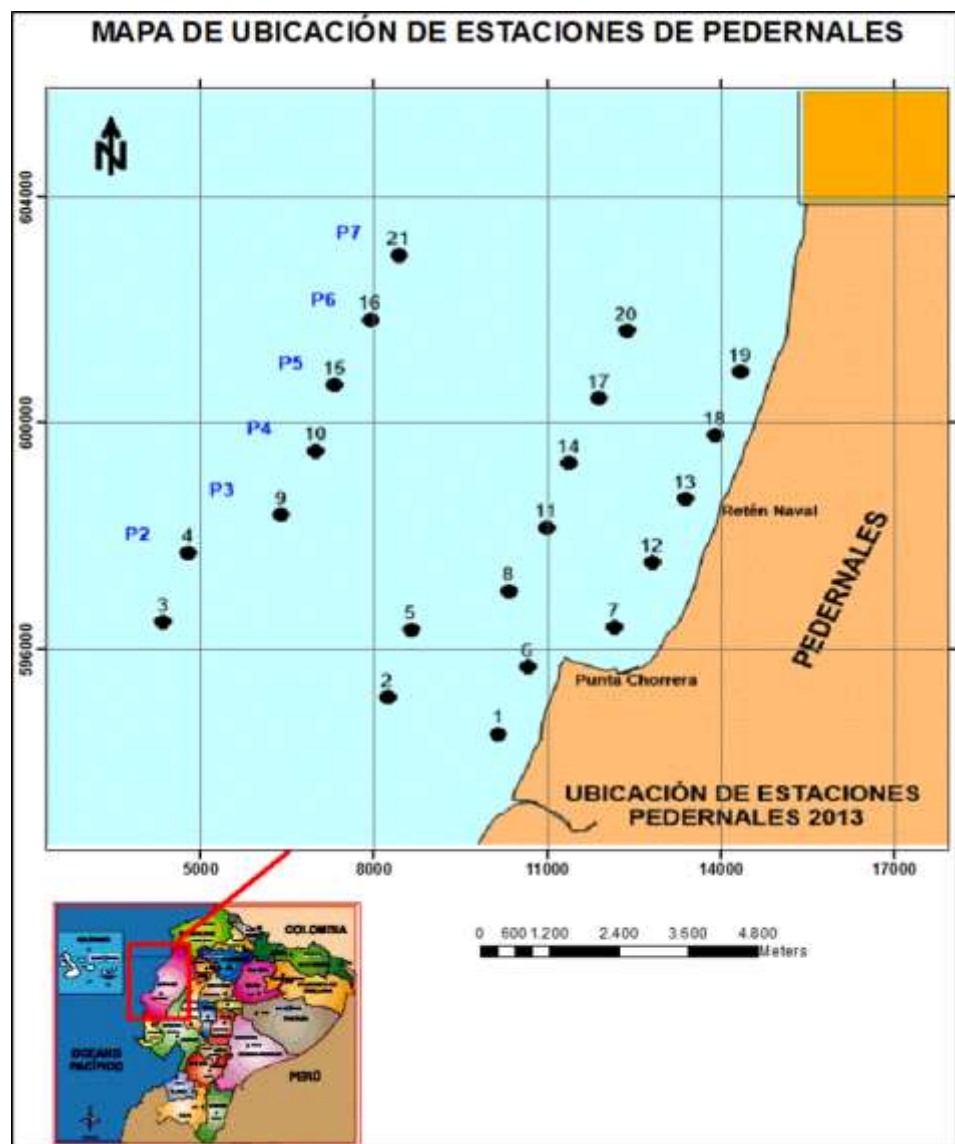 MAPA DE UBICACIÓN DE ESTACIONES DE PEDERNALES
N
604000
P7
21
P6
16
20
P5
15
19
17
600000
P4
10
18
14
P3
9
13
11
Retén Naval
P2
4
12
8
PEDERNALES
3
5
7
596000
6
Punta Chorrera
2
1
UBICACIÓN DE ESTACIONES
PEDERNALES 2013
5000 8000 11000 14000 17000
COLOMBIA
0 600 1.200 2.400 3.600 4.800
Meters
OCEANO
PACÍFICO
PERÚ